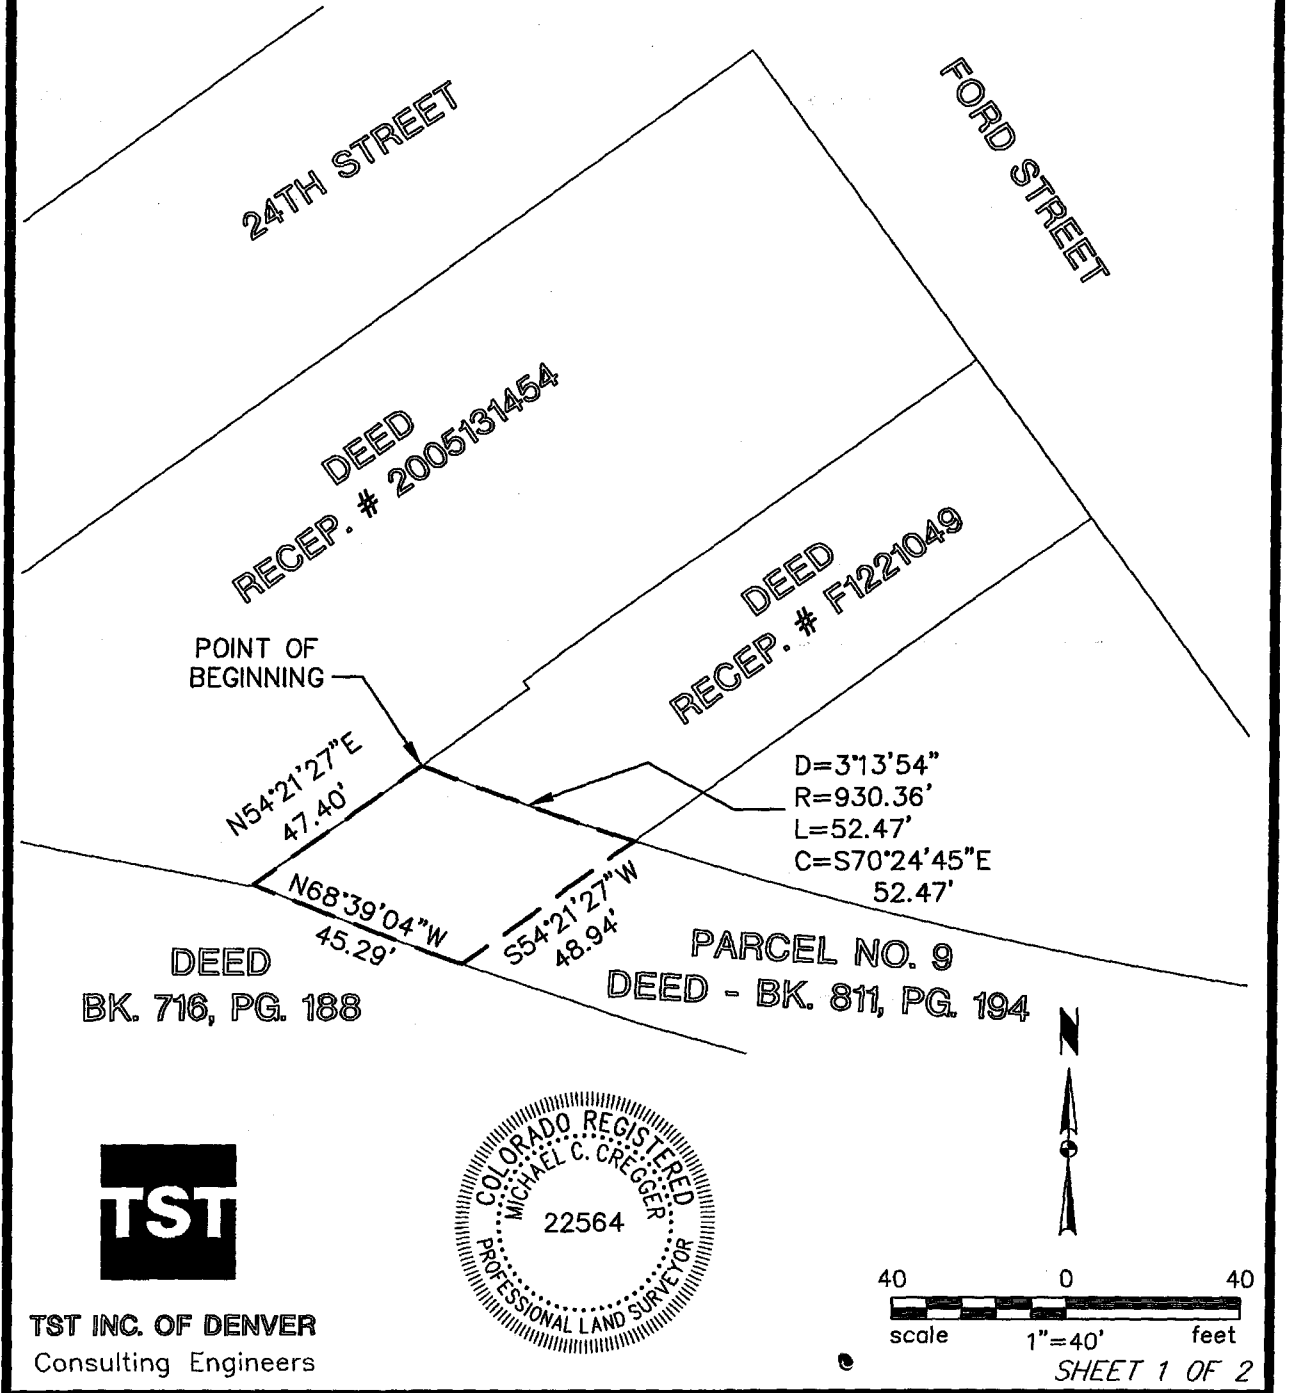 24TH STREET
FORD STREET
DEED
RECEP. # 2005131454
DEED
RECEP. # F1221049
POINT OF
BEGINNING
N54°21'27"E
47.40'
D=3°13'54"
R=930.36'
L=52.47'
C=S70°24'45"E
52.47'
N68°39'04"W
45.29'
S54°21'27"W
48.94'
DEED
BK. 716, PG. 188
PARCEL NO. 9
DEED - BK. 811, PG. 194
N
TST
TST INC. OF DENVER
Consulting Engineers
COLORADO REGISTERED
MICHAEL C. CREGGER
22564
PROFESSIONAL LAND SURVEYOR
40 0 40
scale 1"=40' feet
SHEET 1 OF 2